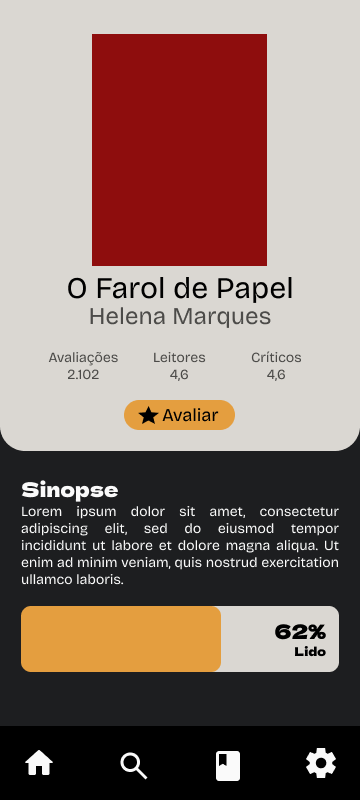 O Farol de Papel
Helena Marques
Avaliações Leitores Críticos
2.102 4,6 4,6
Avaliar
Sinopse
Lorem ipsum dolor sit amet, consectetur
adipiscing elit, sed do eiusmod tempor
incididunt ut labore et dolore magna aliqua. Ut
enim ad minim veniam, quis nostrud exercitation
ullamco laboris.
62%
Lido